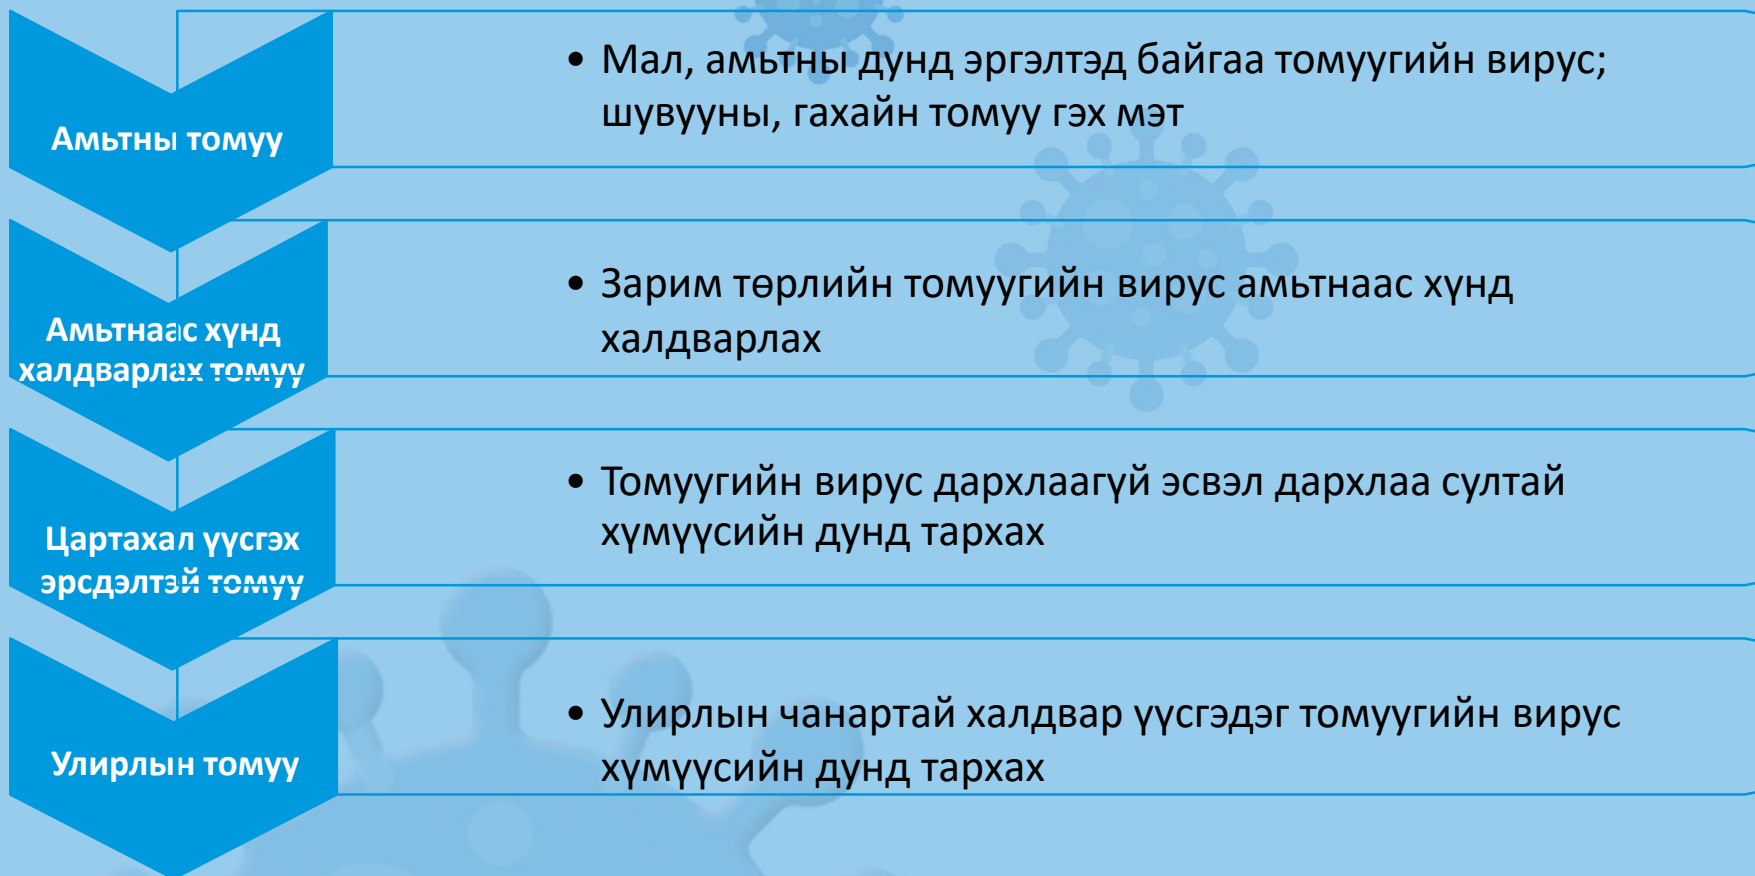 Амьтны томуу
• Мал, амьтны дунд эргэлтэд байгаа томуугийн вирус;
шувууны, гахайн томуу гэх мэт
Амьтнаас хүнд
халдварлах томуу
• Зарим төрлийн томуугийн вирус амьтнаас хүнд
халдварлах
Цартахал үүсгэх
эрсдэлтэй томуу
• Томуугийн вирус дархлаагүй эсвэл дархлаа султай
хүмүүсийн дунд тархах
Улирлын томуу
• Улирлын чанартай халдвар үүсгэдэг томуугийн вирус
хүмүүсийн дунд тархах